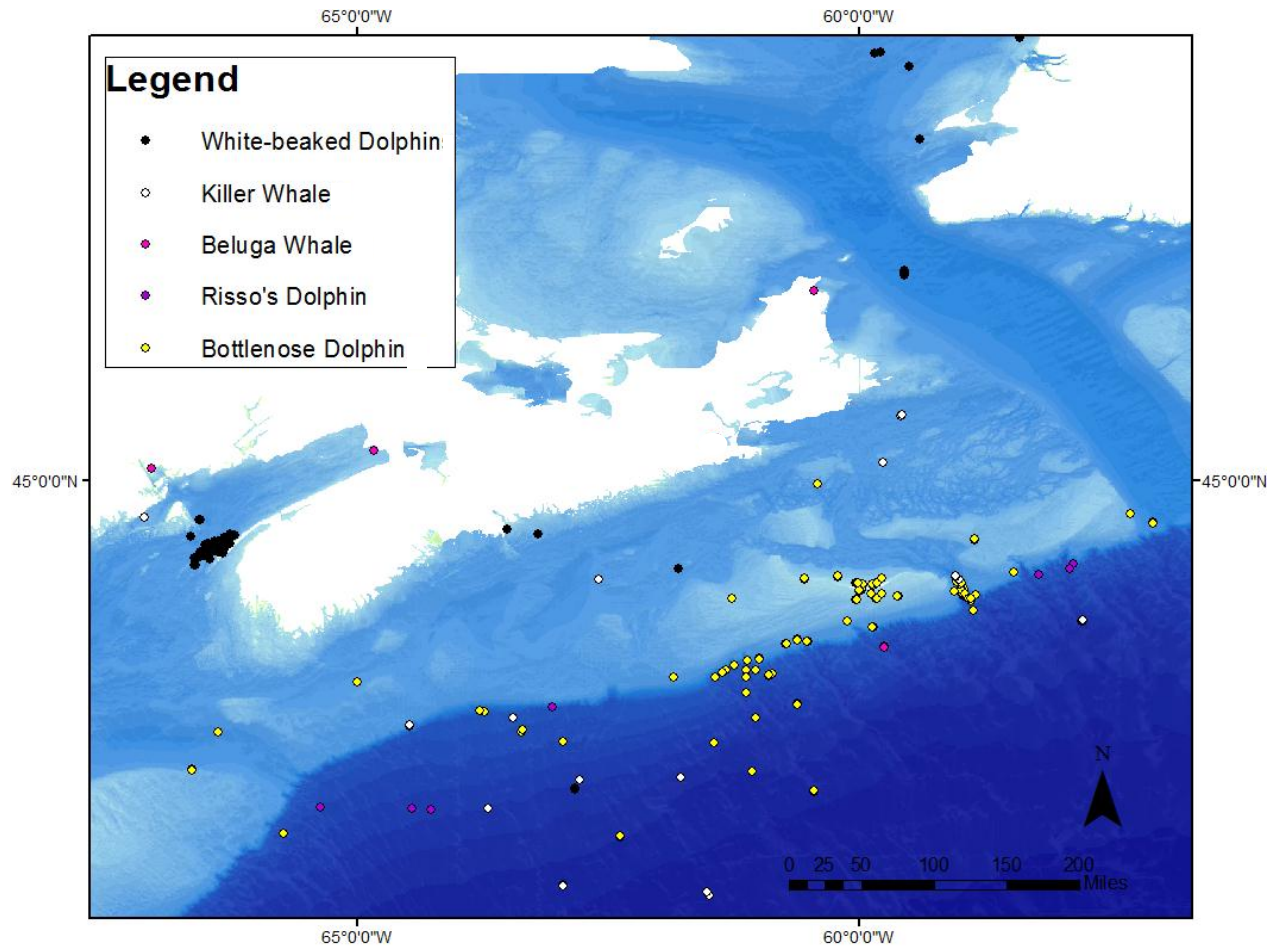 65°0'0"W 60°0'0"W
Legend
White-beaked Dolphin
Killer Whale
Beluga Whale
Risso's Dolphin
Bottlenose Dolphin
45°0'0"N 45°0'0"N
N
0 25 50 100 150 200
Miles
65°0'0"W 60°0'0"W